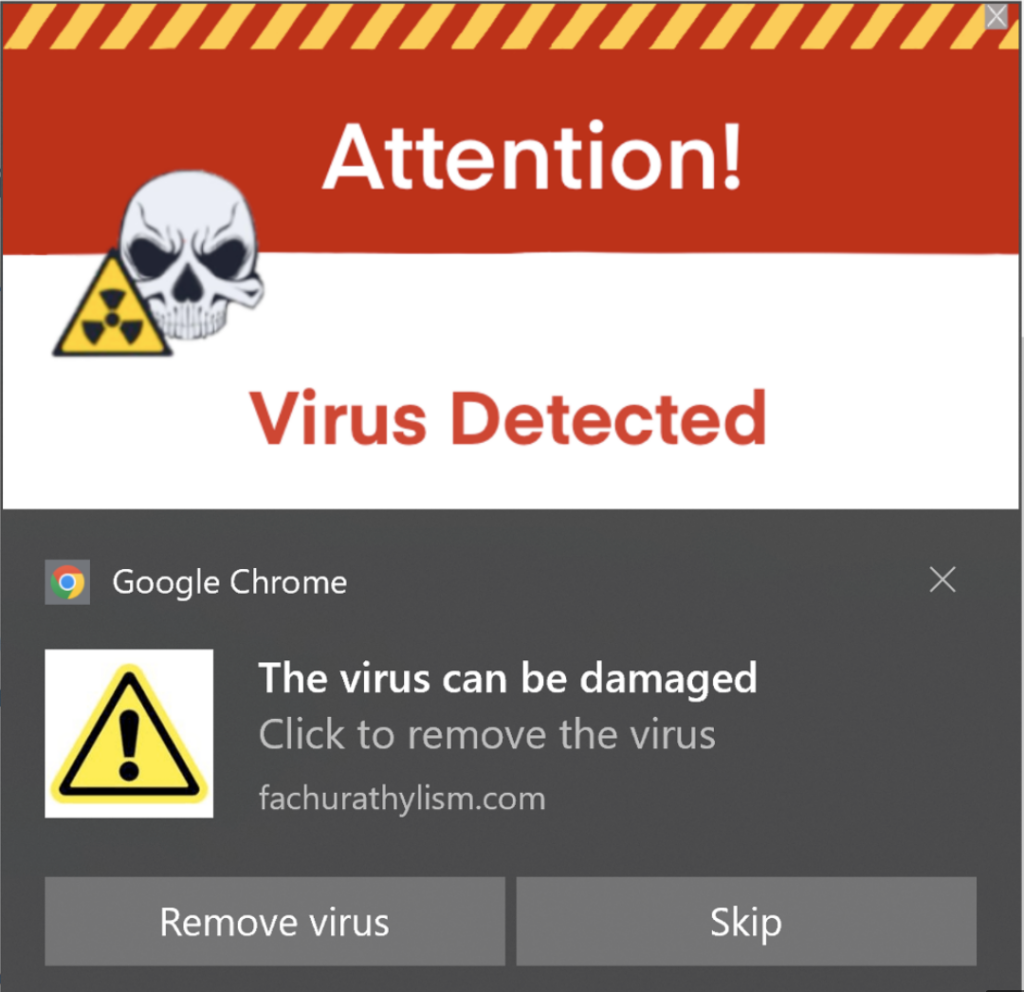 Attention!
Virus Detected
Google Chrome
The virus can be damaged
Click to remove the virus
fachurathylism.com
Remove virus
Skip